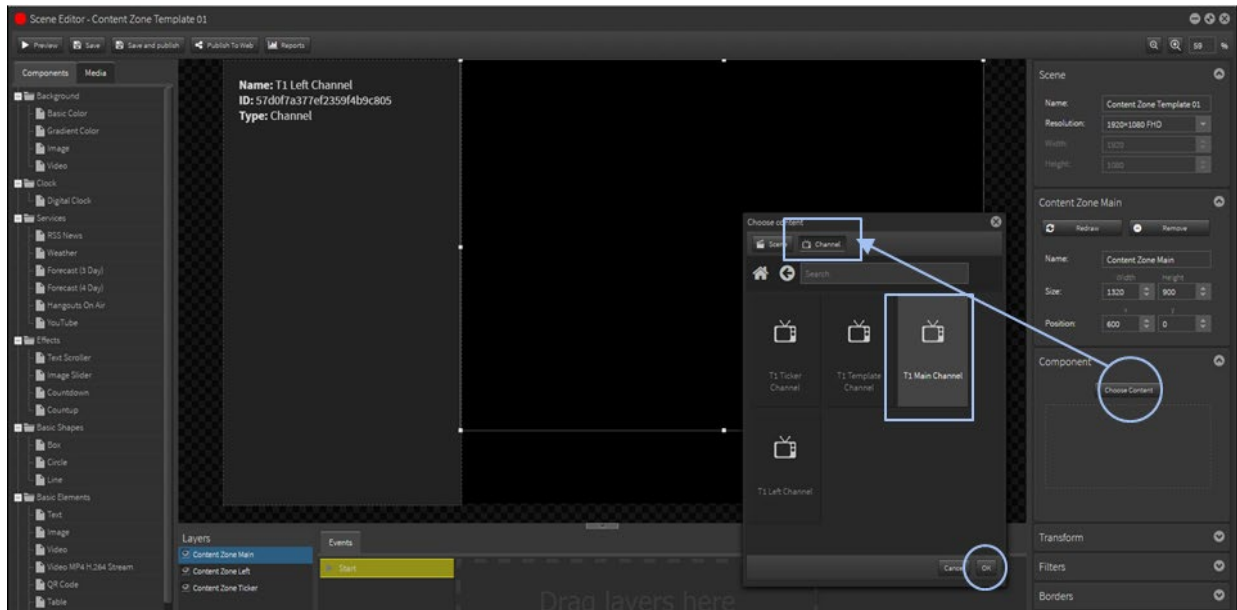 Scene Editor - Content Zone Template 01
Preview Save Save and publish Publish To Web Reports 59 %
Components Media
Background
Basic Color
Gradient Color
Image
Video
Clock
Digital Clock
Services
RSS News
Weather
Forecast (3 Day)
Forecast (4 Day)
Hangouts On Air
YouTube
Effects
Text Scroller
Image Slider
Countdown
Countup
Basic Shapes
Box
Circle
Line
Basic Elements
Text
Image
Video
Video MP4 H.264 Stream
QR Code
Table
Name: T1 Left Channel
ID: 57d0f7a377ef2359f4b9c805
Type: Channel
Layers
Content Zone Main
Content Zone Left
Content Zone Ticker
Events
Start
Drag layers here
Choose content
Scene Channel
Search
T1 Ticker Channel
T1 Template Channel
T1 Main Channel
T1 Left Channel
Cancel OK
Scene
Name: Content Zone Template 01
Resolution: 1920×1080 FHD
Width: 1920
Height: 1080
Content Zone Main
Redraw Remove
Name: Content Zone Main
Width Height
Size: 1320 900
Position: 600 0
Component
Choose Content
Transform
Filters
Borders